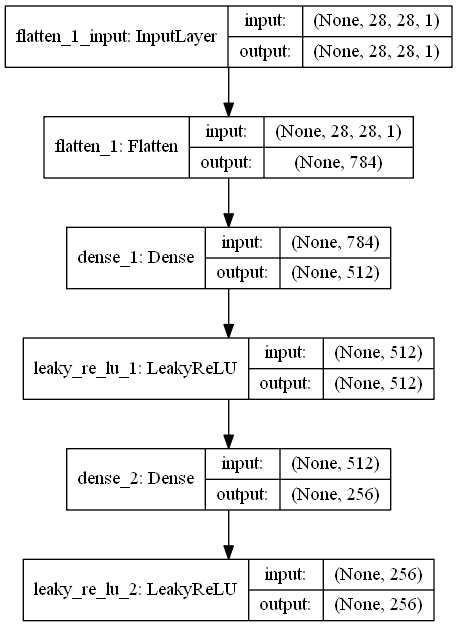 flatten_1_input: InputLayer
input: (None, 28, 28, 1)
output: (None, 28, 28, 1)
flatten_1: Flatten
input: (None, 28, 28, 1)
output: (None, 784)
dense_1: Dense
input: (None, 784)
output: (None, 512)
leaky_re_lu_1: LeakyReLU
input: (None, 512)
output: (None, 512)
dense_2: Dense
input: (None, 512)
output: (None, 256)
leaky_re_lu_2: LeakyReLU
input: (None, 256)
output: (None, 256)